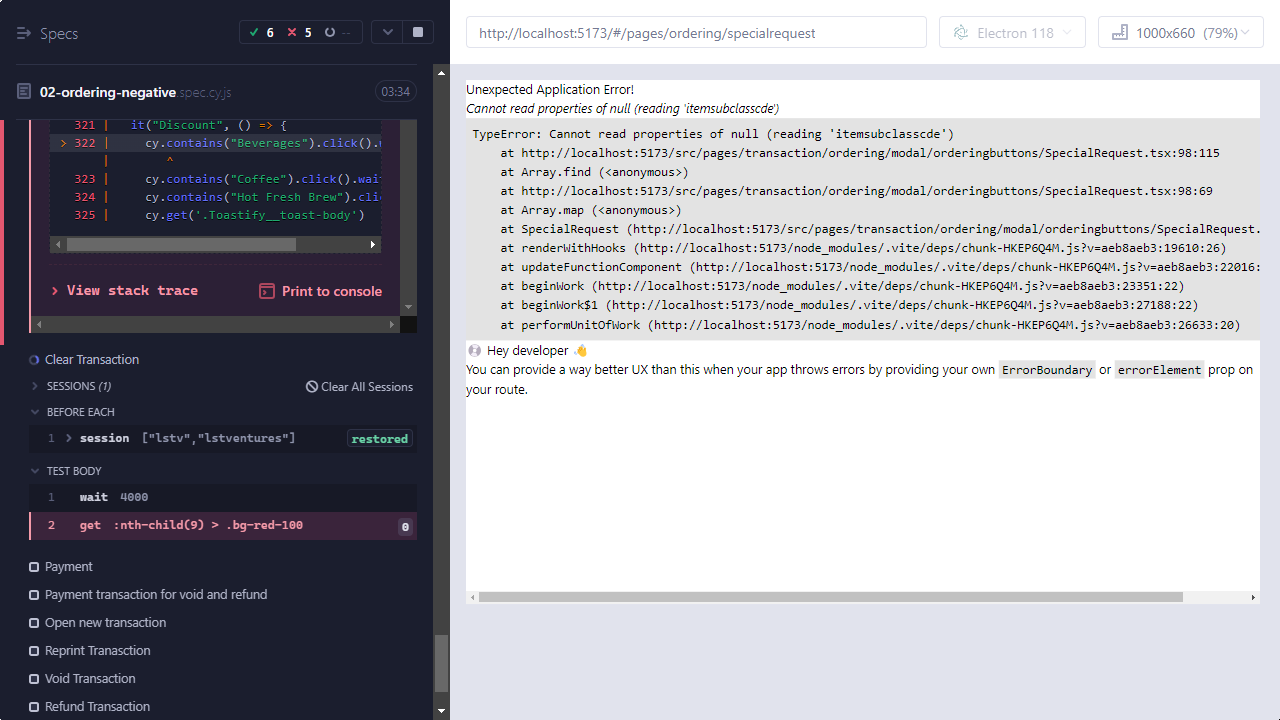 Specs
6
5
--
02-ordering-negative.spec.cy.js
03:34
321 | it("Discount", () => {
> 322 | cy.contains("Beverages").click().w
| ^
323 | cy.contains("Coffee").click().wai
324 | cy.contains("Hot Fresh Brew").clic
325 | cy.get('.Toastify__toast-body')
> View stack trace
Print to console
Clear Transaction
SESSIONS (1)
Clear All Sessions
BEFORE EACH
1 > session ["lstv","lstventures"] restored
TEST BODY
1 wait 4000
2 get :nth-child(9) > .bg-red-100 0
Payment
Payment transaction for void and refund
Open new transaction
Reprint Tranasction
Void Transaction
Refund Transaction
http://localhost:5173/#/pages/ordering/specialrequest
Electron 118
1000x660 (79%)
Unexpected Application Error!
Cannot read properties of null (reading 'itemsubclasscde')
TypeError: Cannot read properties of null (reading 'itemsubclasscde')
at http://localhost:5173/src/pages/transaction/ordering/modal/orderingbuttons/SpecialRequest.tsx:98:115
at Array.find (<anonymous>)
at http://localhost:5173/src/pages/transaction/ordering/modal/orderingbuttons/SpecialRequest.tsx:98:69
at Array.map (<anonymous>)
at SpecialRequest (http://localhost:5173/src/pages/transaction/ordering/modal/orderingbuttons/SpecialRequest.
at renderWithHooks (http://localhost:5173/node_modules/.vite/deps/chunk-HKEP6Q4M.js?v=aeb8aeb3:19610:26)
at updateFunctionComponent (http://localhost:5173/node_modules/.vite/deps/chunk-HKEP6Q4M.js?v=aeb8aeb3:22016:
at beginWork (http://localhost:5173/node_modules/.vite/deps/chunk-HKEP6Q4M.js?v=aeb8aeb3:23351:22)
at beginWork$1 (http://localhost:5173/node_modules/.vite/deps/chunk-HKEP6Q4M.js?v=aeb8aeb3:27188:22)
at performUnitOfWork (http://localhost:5173/node_modules/.vite/deps/chunk-HKEP6Q4M.js?v=aeb8aeb3:26633:20)
Hey developer 👋
You can provide a way better UX than this when your app throws errors by providing your own ErrorBoundary or errorElement prop on
your route.